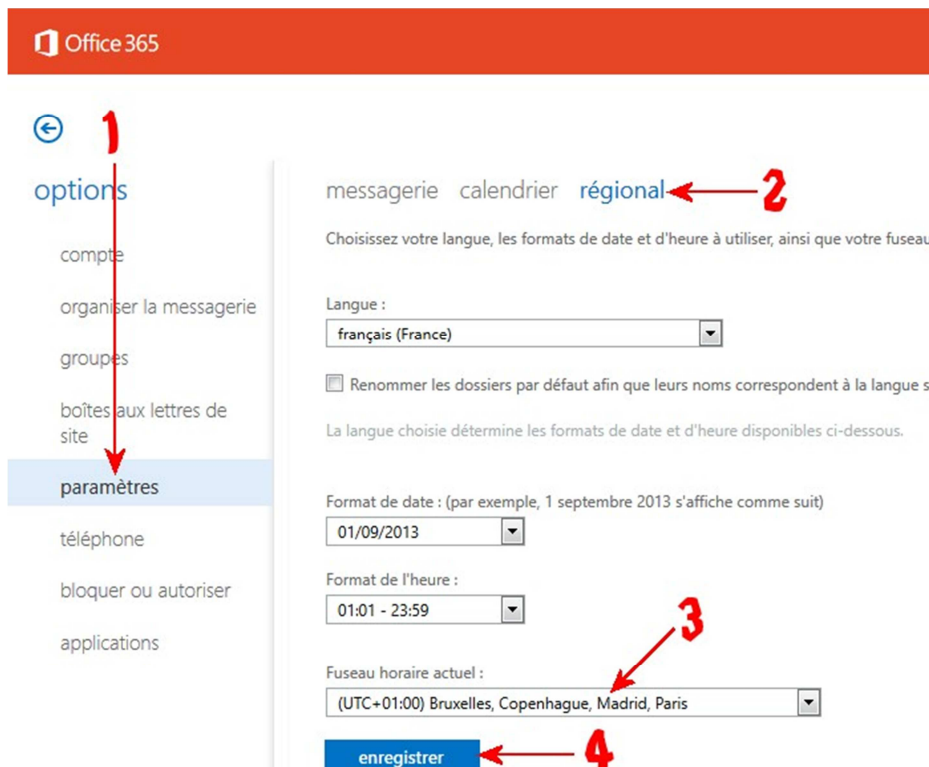 Office 365
1
options
messagerie calendrier régional 2
Choisissez votre langue, les formats de date et d'heure à utiliser, ainsi que votre fuseau
compte
organiser la messagerie
groupes
boîtes aux lettres de
site
paramètres
téléphone
bloquer ou autoriser
applications
Langue :
français (France)
Renommer les dossiers par défaut afin que leurs noms correspondent à la langue s
La langue choisie détermine les formats de date et d'heure disponibles ci-dessous.
Format de date : (par exemple, 1 septembre 2013 s'affiche comme suit)
01/09/2013
Format de l'heure :
01:01 - 23:59
3
Fuseau horaire actuel :
(UTC+01:00) Bruxelles, Copenhague, Madrid, Paris
enregistrer 4